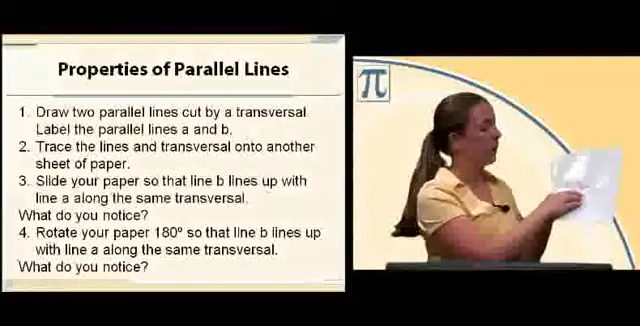 Properties of Parallel Lines
1. Draw two parallel lines cut by a transversal.
Label the parallel lines a and b.
2. Trace the lines and transversal onto another
sheet of paper.
3. Slide your paper so that line b lines up with
line a along the same transversal.
What do you notice?
4. Rotate your paper 180º so that line b lines up
with line a along the same transversal.
What do you notice?
π